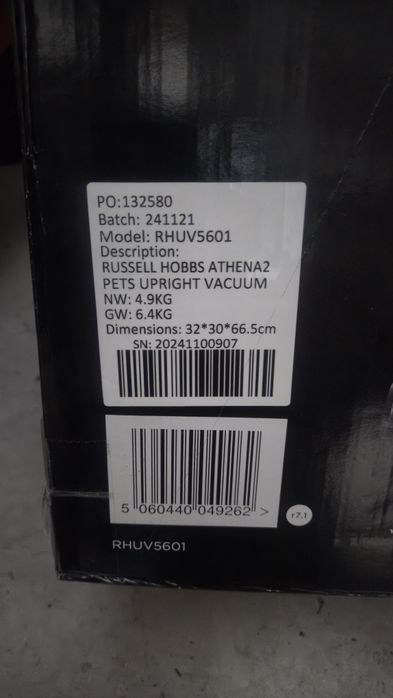 PO:132580
Batch: 241121
Model: RHUV5601
Description:
RUSSELL HOBBS ATHENA2
PETS UPRIGHT VACUUM
NW: 4.9KG
GW: 6.4KG
Dimensions: 32*30*66.5cm
SN: 20241100907
5 060440 049262 >
r7.1
RHUV5601